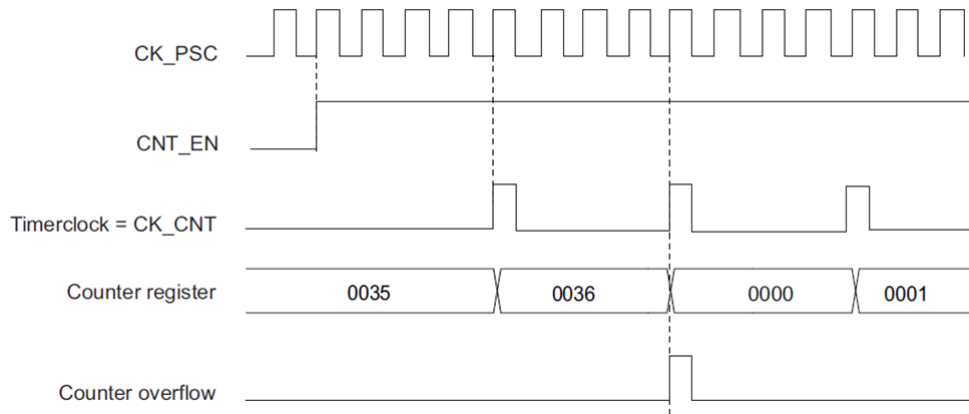 CK_PSC
CNT_EN
Timerclock = CK_CNT
Counter register 0035 0036 0000 0001
Counter overflow